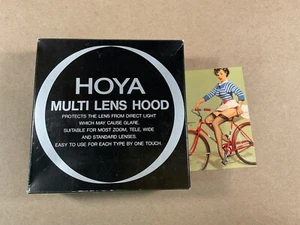 HOYA
MULTI LENS HOOD
PROTECTS THE LENS FROM DIRECT LIGHT
WHICH MAY CAUSE GLARE.
SUITABLE FOR MOST ZOOM, TELE, WIDE
AND STANDARD LENSES.
EASY TO USE FOR EACH TYPE BY ONE TOUCH.